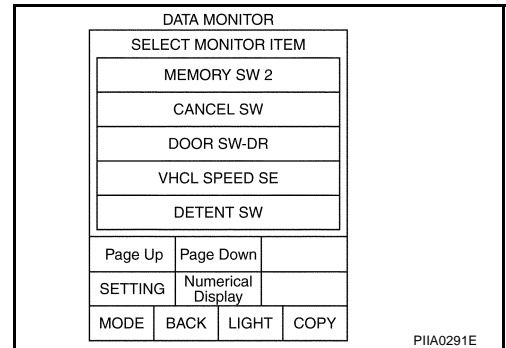 DATA MONITOR
SELECT MONITOR ITEM
MEMORY SW 2
CANCEL SW
DOOR SW-DR
VHCL SPEED SE
DETENT SW
Page Up Page Down
SETTING Numerical
Display
MODE BACK LIGHT COPY
PIIA0291E